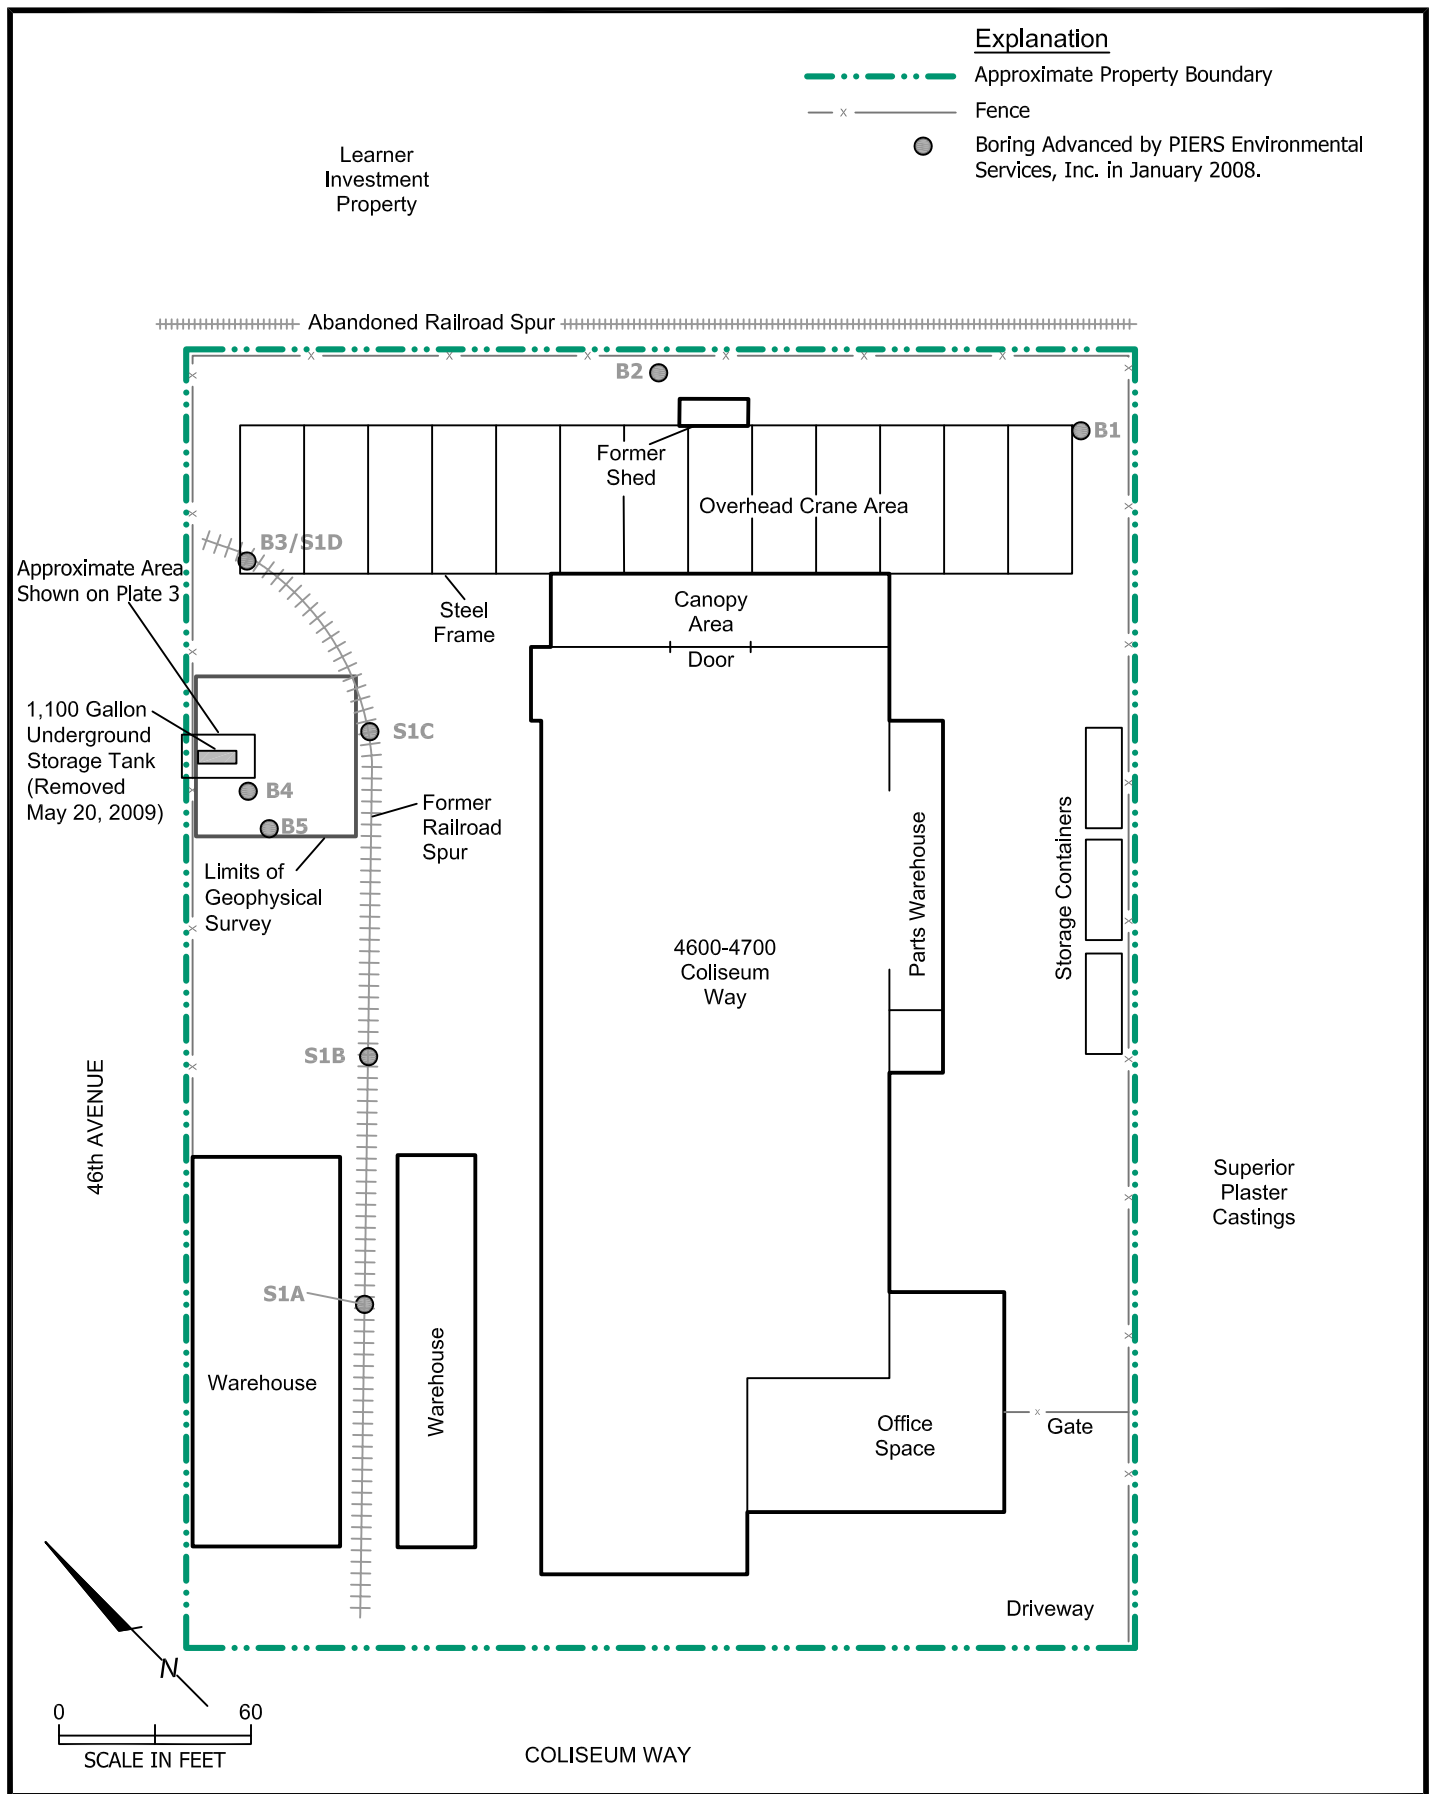 Explanation
Approximate Property Boundary
x
Fence
Boring Advanced by PIERS Environmental
Services, Inc. in January 2008.
Learner
Investment
Property
Abandoned Railroad Spur
B2
B1
Former
Shed
Overhead Crane Area
B3/S1D
Approximate Area
Shown on Plate 3
Steel
Frame
Canopy
Area
Door
1,100 Gallon
Underground
Storage Tank
(Removed
May 20, 2009)
S1C
B4
B5
Former
Railroad
Spur
Limits of
Geophysical
Survey
Parts Warehouse
Storage Containers
4600-4700
Coliseum
Way
S1B
46th AVENUE
Superior
Plaster
Castings
S1A
Warehouse
Warehouse
Office
Space
Gate
Driveway
N
0 60
SCALE IN FEET
COLISEUM WAY